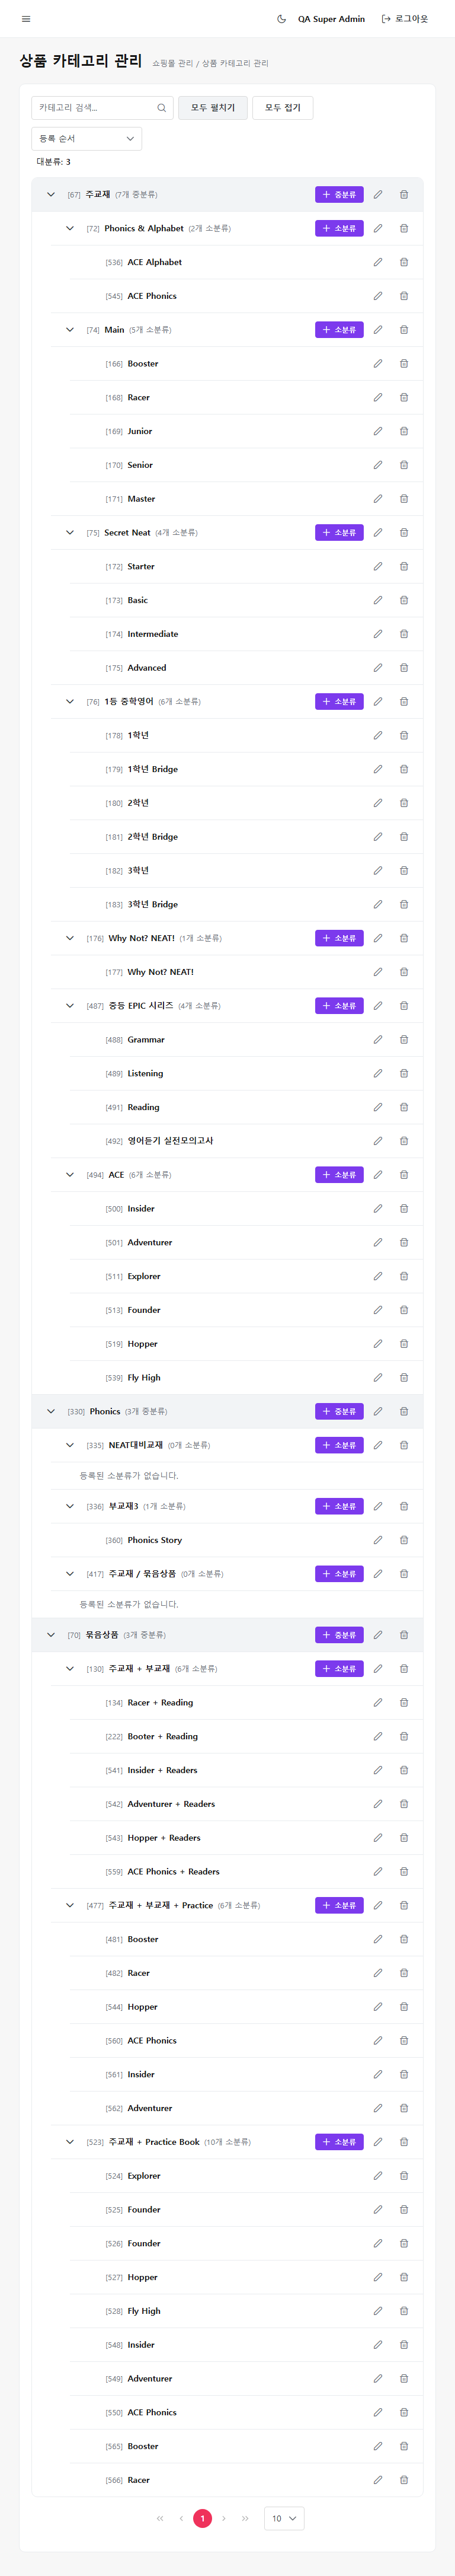 QA Super Admin 로그아웃
상품 카테고리 관리 쇼핑몰 관리 / 상품 카테고리 관리
카테고리 검색... 모두 펼치기 모두 접기
등록 순서
대분류: 3
[67] 주교재 (7개 중분류) + 중분류
[72] Phonics & Alphabet (2개 소분류) + 소분류
[536] ACE Alphabet
[545] ACE Phonics
[74] Main (5개 소분류) + 소분류
[166] Booster
[168] Racer
[169] Junior
[170] Senior
[171] Master
[75] Secret Neat (4개 소분류) + 소분류
[172] Starter
[173] Basic
[174] Intermediate
[175] Advanced
[76] 1등 중학영어 (6개 소분류) + 소분류
[178] 1학년
[179] 1학년 Bridge
[180] 2학년
[181] 2학년 Bridge
[182] 3학년
[183] 3학년 Bridge
[176] Why Not? NEAT! (1개 소분류) + 소분류
[177] Why Not? NEAT!
[487] 중등 EPIC 시리즈 (4개 소분류) + 소분류
[488] Grammar
[489] Listening
[491] Reading
[492] 영어듣기 실전모의고사
[494] ACE (6개 소분류) + 소분류
[500] Insider
[501] Adventurer
[511] Explorer
[513] Founder
[519] Hopper
[539] Fly High
[330] Phonics (3개 중분류) + 중분류
[335] NEAT대비교재 (0개 소분류) + 소분류
등록된 소분류가 없습니다.
[336] 부교재3 (1개 소분류) + 소분류
[360] Phonics Story
[417] 주교재 / 묶음상품 (0개 소분류) + 소분류
등록된 소분류가 없습니다.
[70] 묶음상품 (3개 중분류) + 중분류
[130] 주교재 + 부교재 (6개 소분류) + 소분류
[134] Racer + Reading
[222] Booter + Reading
[541] Insider + Readers
[542] Adventurer + Readers
[543] Hopper + Readers
[559] ACE Phonics + Readers
[477] 주교재 + 부교재 + Practice (6개 소분류) + 소분류
[481] Booster
[482] Racer
[544] Hopper
[560] ACE Phonics
[561] Insider
[562] Adventurer
[523] 주교재 + Practice Book (10개 소분류) + 소분류
[524] Explorer
[525] Founder
[526] Founder
[527] Hopper
[528] Fly High
[548] Insider
[549] Adventurer
[550] ACE Phonics
[565] Booster
[566] Racer
1 10